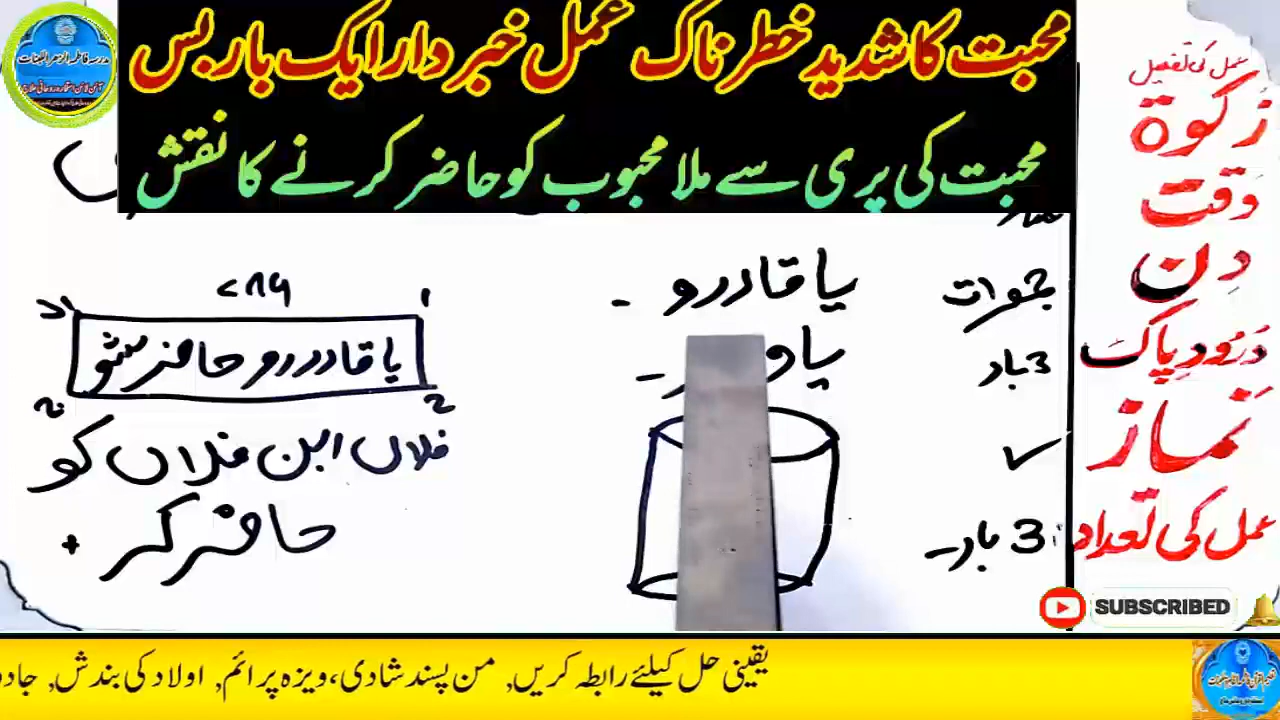 محبت کا شدید خطرناک عمل خبردار ایک بار بس
محبت کی پری سے ملا محبوب کو حاضر کرنے کا نقش
عمل کی تفصیل
زکوۃ
وقت
دن
درود پاک
نماز
عمل کی تعداد
جمعرات
3 بار
3 بار۔
یا قادرو ۔
۷۸۶
یا قادررو حاضر شو
فلاں ابن فلاں کو
حاضر کر
SUBSCRIBED
یقینی حل کیلئے رابطہ کریں, من پسند شادی، ویزہ پرائم, اولاد کی بندش, جادو